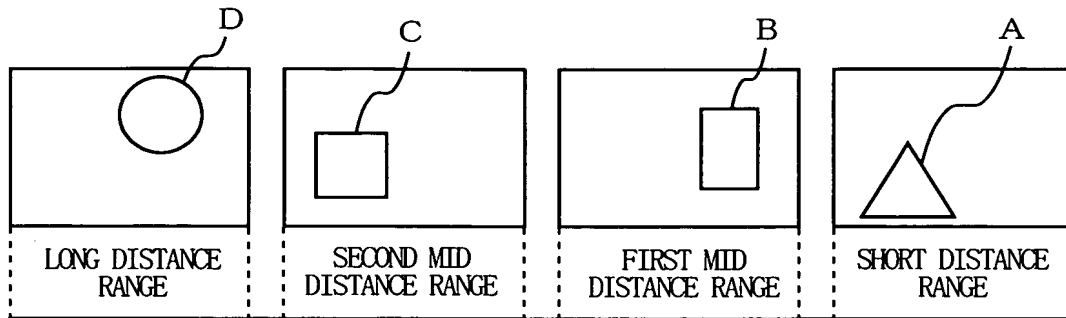 D
C
B
A
LONG DISTANCE
RANGE
SECOND MID
DISTANCE RANGE
FIRST MID
DISTANCE RANGE
SHORT DISTANCE
RANGE